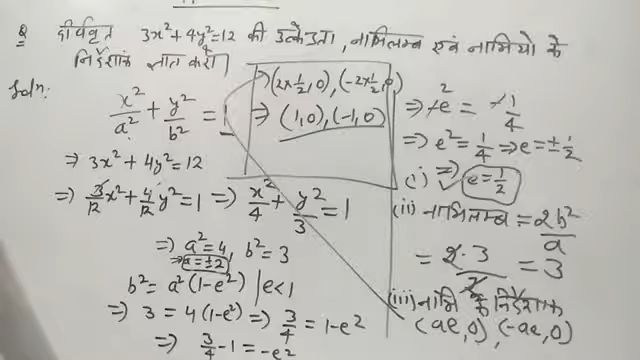 Q दीर्घवृत 3x²+4y²=12 की उत्केंद्रता, नाभिलम्ब एवं नाभियो के
निर्देशांक ज्ञात करो।
Soln:
x²/a² + y²/b² = 1
⇒ 3x²+4y²=12
⇒ 3/12 x² + 4/12 y² = 1 ⇒ x²/4 + y²/3 = 1
⇒ a²=4, b²=3
⇒ a=±2
b² = a²(1-e²) | e<1
⇒ 3 = 4(1-e²) ⇒ 3/4 = 1-e²
⇒ 3/4 -1 = -e²
⇒ -e² = -1/4
⇒ e² = 1/4 ⇒ e = ± 1/2
(i) ⇒ e = 1/2
(ii) नाभिलम्ब = 2b²/a
= 2·3/2 = 3
(iii) नाभि के निर्देशांक
(ae, 0) (-ae, 0)
⇒ (2×1/2, 0), (-2×1/2, 0)
⇒ (1, 0), (-1, 0)